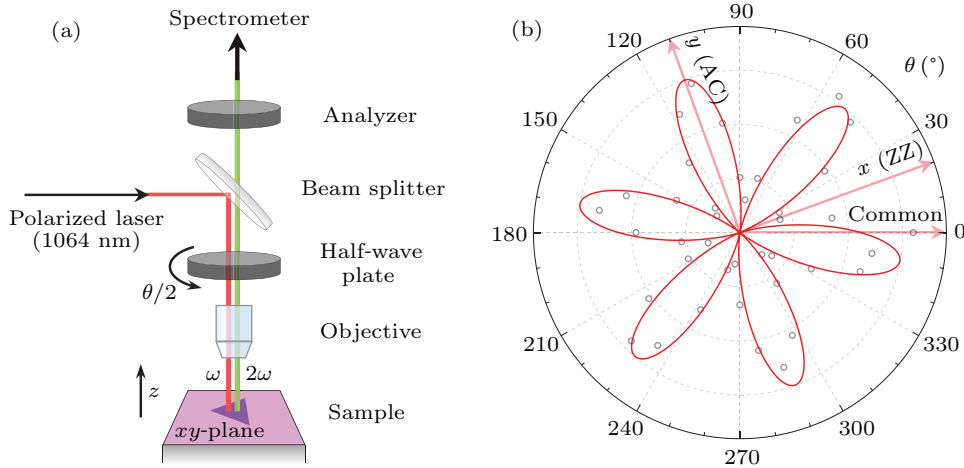 (a)
Spectrometer
Analyzer
Beam splitter
Polarized laser
(1064 nm)
Half-wave
plate
θ/2
Objective
ω
2ω
z
Sample
xy-plane
(b)
90
120
60
θ (°)
y (AC)
150
30
x (ZZ)
Common
180
0
210
330
240
300
270